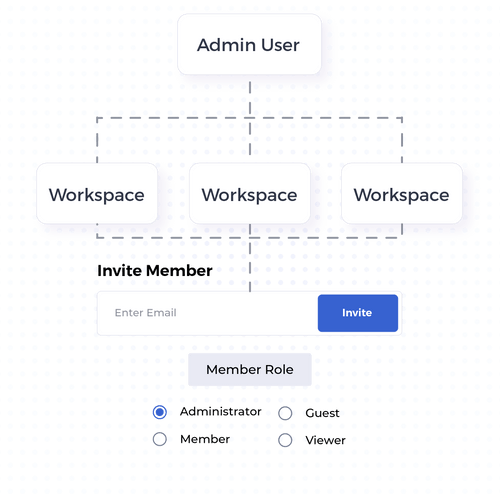 Admin User
Workspace Workspace Workspace
Invite Member
Enter Email Invite
Member Role
Administrator Guest
Member Viewer